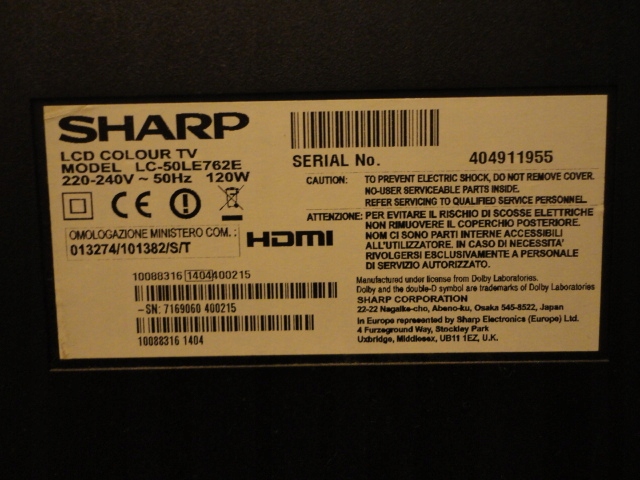 SHARP
LCD COLOUR TV
MODEL LC-50LE762E
220-240V ~ 50Hz 120W
SERIAL No. 404911955
CAUTION: TO PREVENT ELECTRIC SHOCK, DO NOT REMOVE COVER.
NO-USER SERVICEABLE PARTS INSIDE.
REFER SERVICING TO QUALIFIED SERVICE PERSONNEL.
CE
OMOLOGAZIONE MINISTERO COM.:
013274/101382/S/T
HDMI
ATTENZIONE: PER EVITARE IL RISCHIO DI SCOSSE ELETTRICHE
NON RIMUOVERE IL COPERCHIO POSTERIORE.
NOM CI SONO PARTI INTERNE ACCESSIBILI
ALL'UTILIZATORE. IN CASO DI NECESSITA'
RIVOLGERSI ESCLUSIVAMENTE A PERSONALE
DI SERVIZIO AUTORIZZATO.
10088316 1404400215
-SN: 7169060 400215
10088316 1404
Manufactured under license from Dolby Laboratories.
Dolby and the double-D symbol are trademarks of Dolby Laboratories.
SHARP CORPORATION
22-22 Nagaike-cho, Abeno-ku, Osaka 545-8522, Japan
In Europe represented by Sharp Electronics (Europe) Ltd.
4 Furzeground Way, Stockley Park
Uxbridge, Middlesex, UB11 1EZ, U.K.